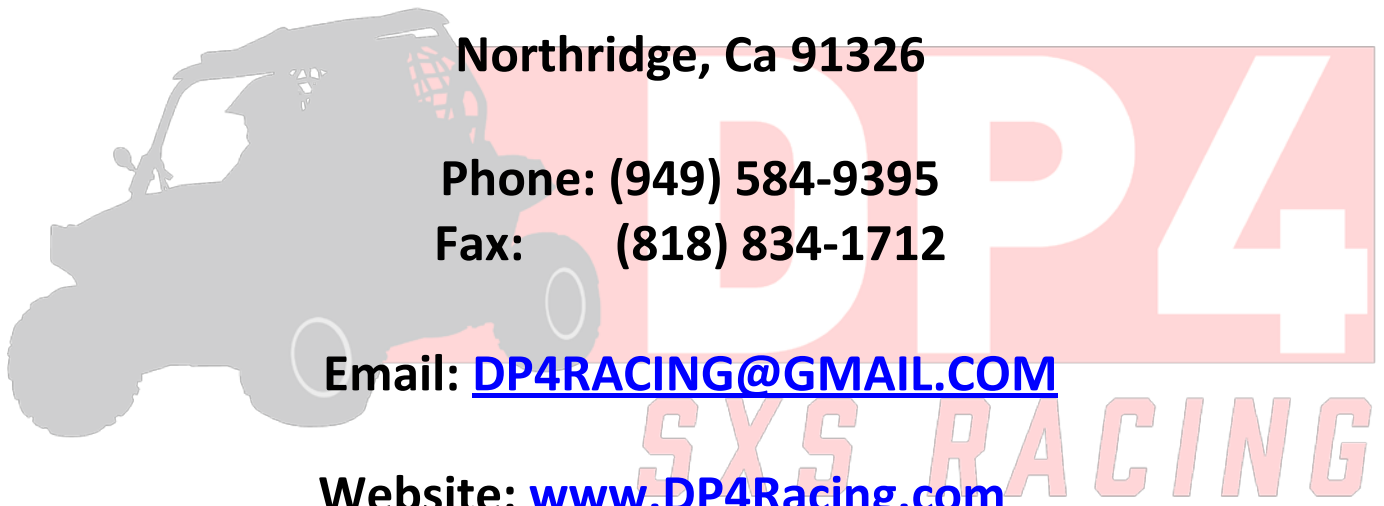 Northridge, Ca 91326
Phone: (949) 584-9395
Fax: (818) 834-1712
Email: DP4RACING@GMAIL.COM
Website: www.DP4Racing.com
DP4
SXS RACING